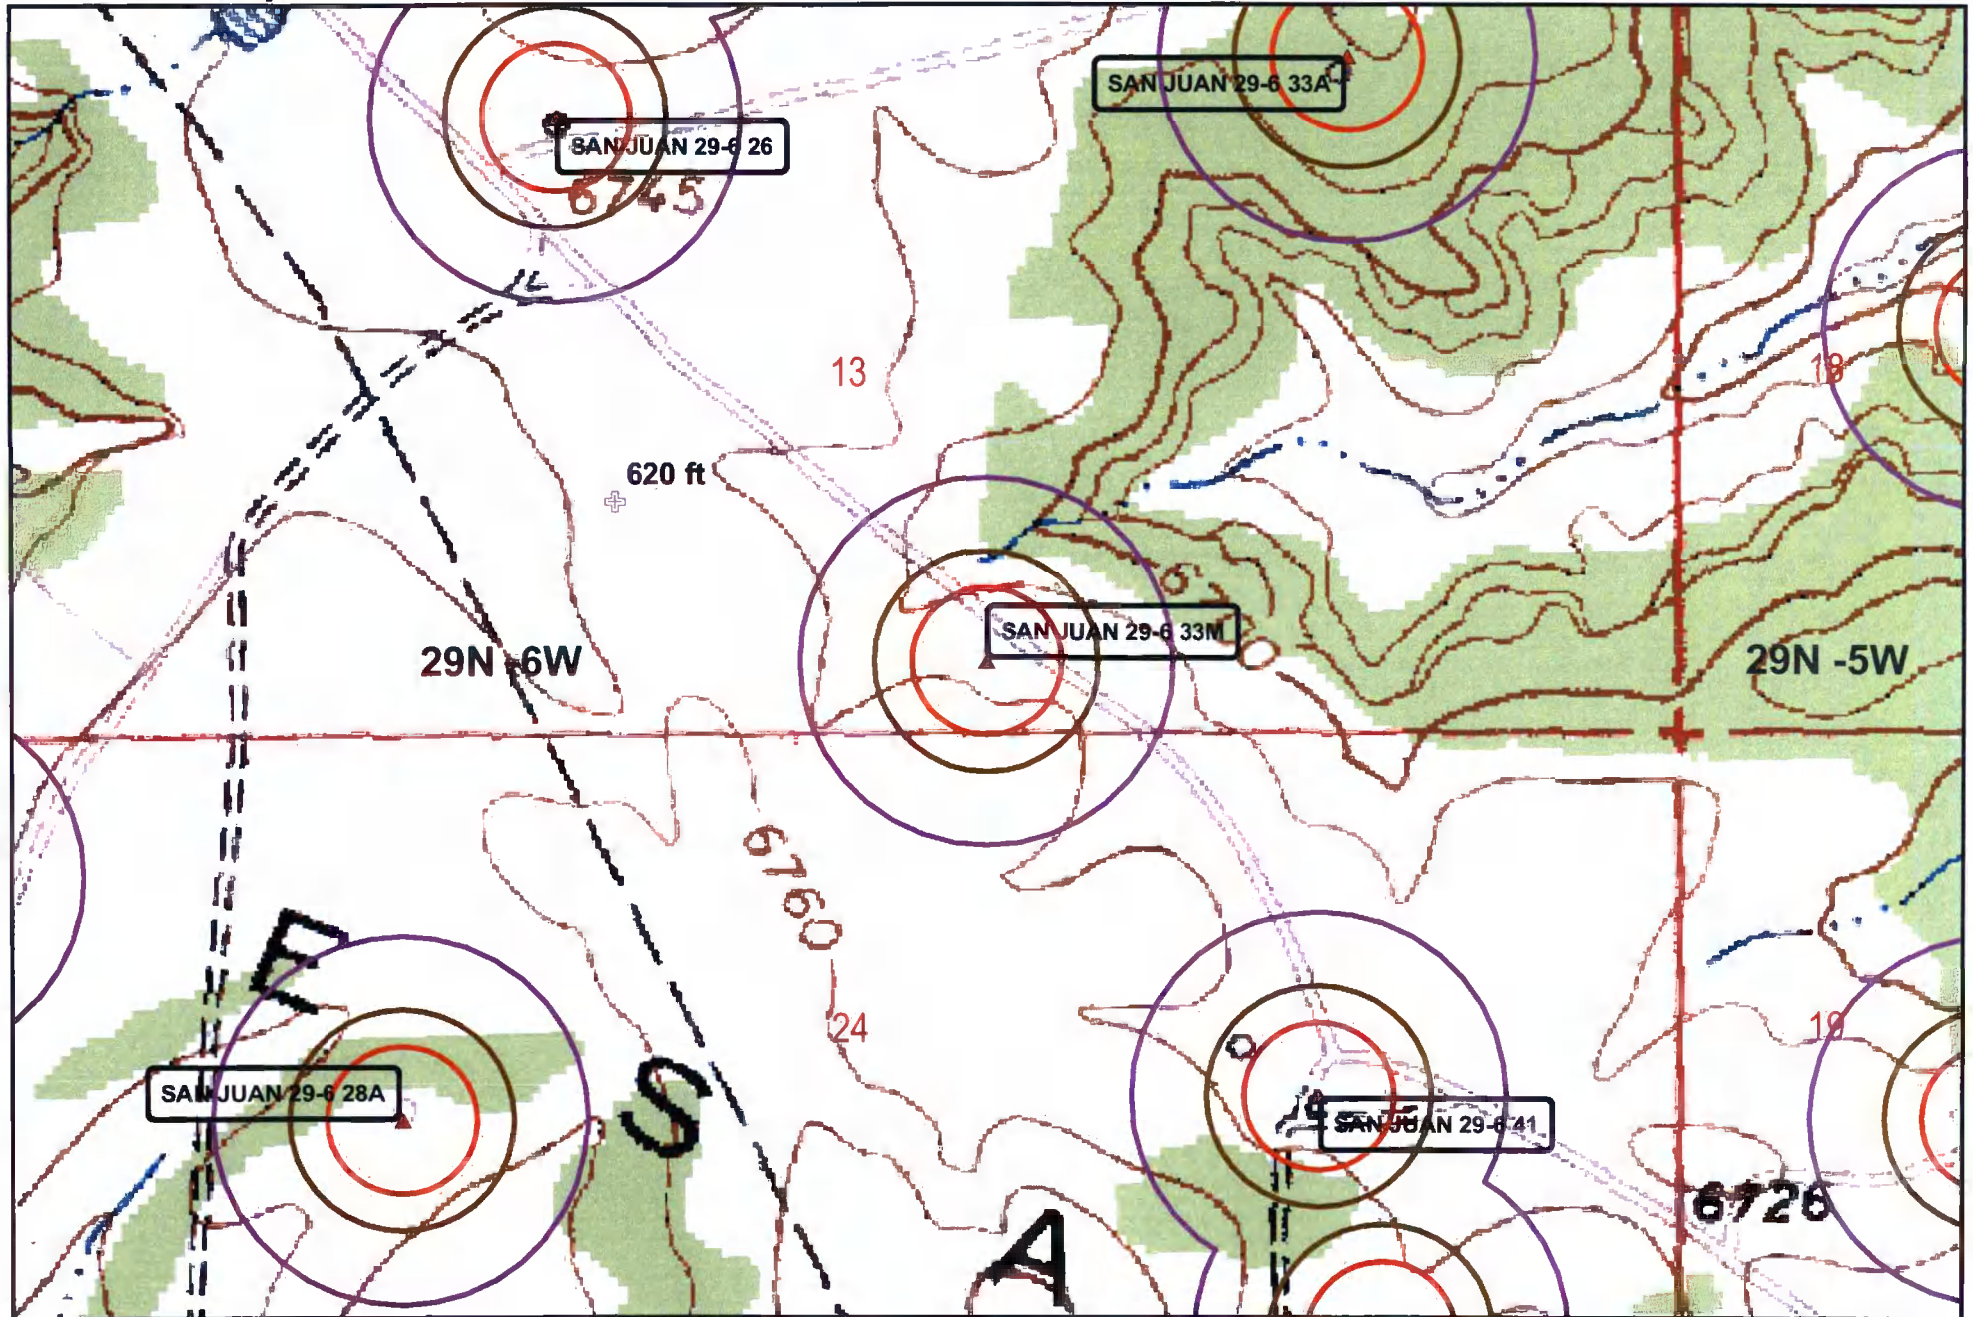 SAN JUAN 29-6 33A
SAN JUAN 29-6 26
6745
13
18
620 ft
SAN JUAN 29-6 33M
29N -6W
29N -5W
6760
E
24
19
SAN JUAN 29-6 28A
S
SAN JUAN 29-6 41
6726
A